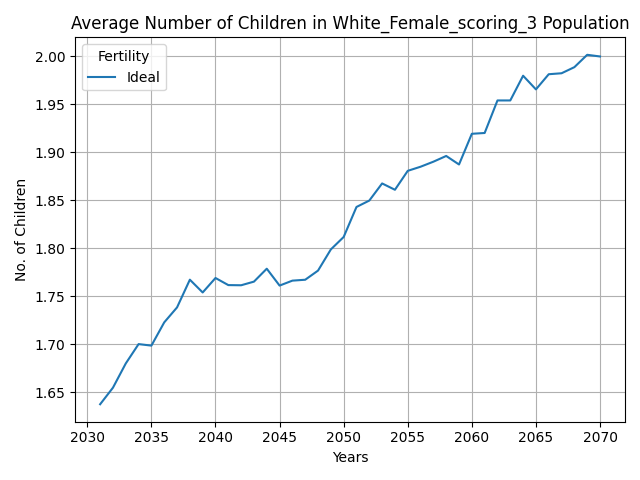 Average Number of Children in White_Female_scoring_3 Population
Fertility
Ideal
2.00
1.95
1.90
1.85
1.80
1.75
1.70
1.65
No. of Children
2030 2035 2040 2045 2050 2055 2060 2065 2070
Years